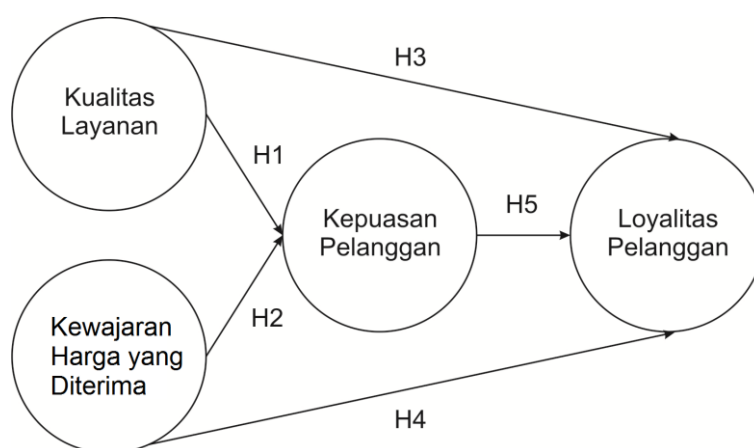 Kualitas
Layanan
H3
H1
Kepuasan
Pelanggan
H5
Loyalitas
Pelanggan
H2
Kewajaran
Harga yang
Diterima
H4